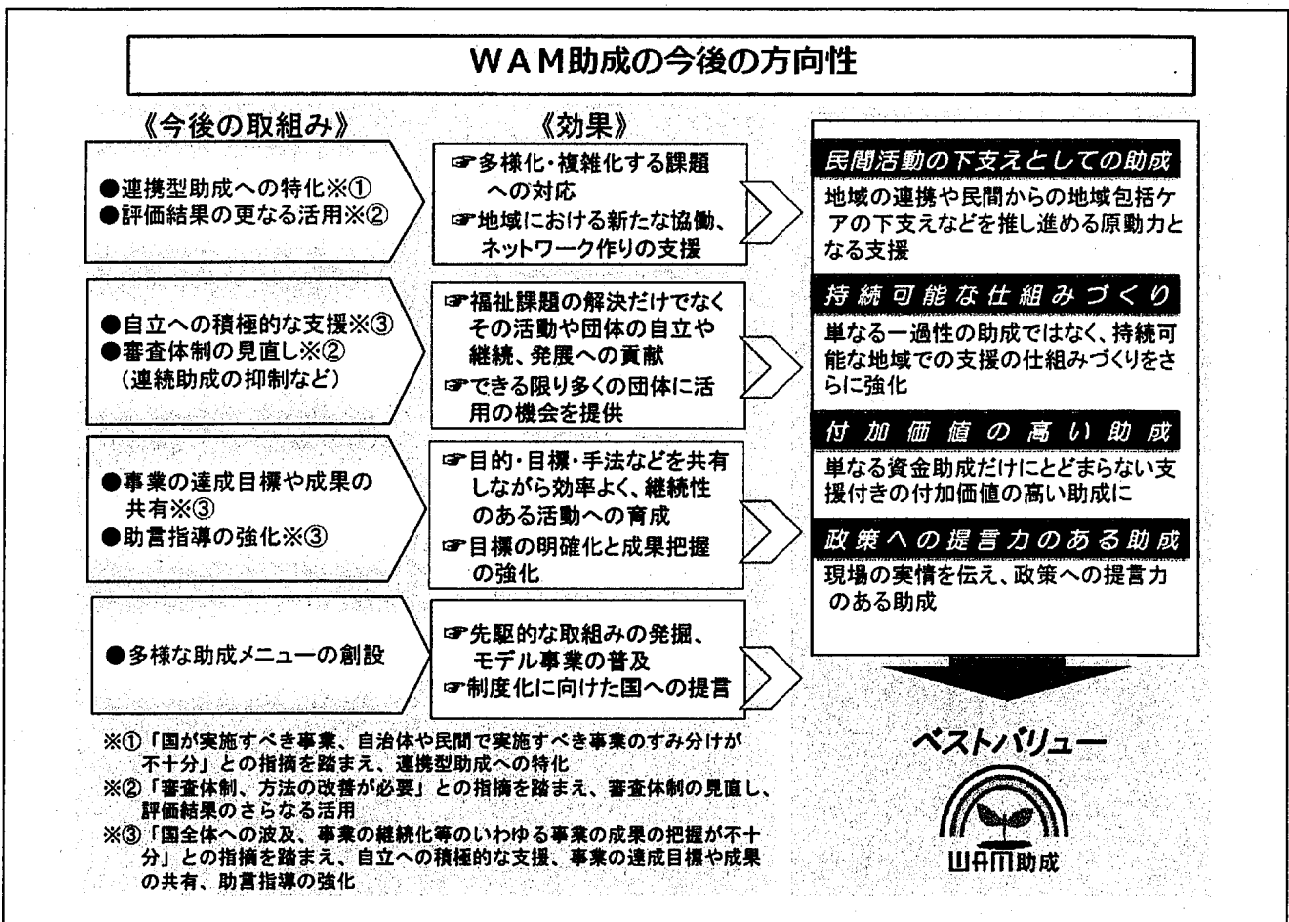 WAM助成の今後の方向性
《今後の取組み》
●連携型助成への特化※①
●評価結果の更なる活用※②
《効果》
☞多様化・複雑化する課題
への対応
☞地域における新たな協働、
ネットワーク作りの支援
●自立への積極的な支援※③
●審査体制の見直し※②
(連続助成の抑制など)
☞福祉課題の解決だけでなく
その活動や団体の自立や
継続、発展への貢献
☞できる限り多くの団体に活
用の機会を提供
●事業の達成目標や成果の
共有※③
●助言指導の強化※③
☞目的・目標・手法などを共有
しながら効率よく、継続性
のある活動への育成
☞目標の明確化と成果把握
の強化
●多様な助成メニューの創設
☞先駆的な取組みの発掘、
モデル事業の普及
☞制度化に向けた国への提言
民間活動の下支えとしての助成
地域の連携や民間からの地域包括ケ
アの下支えなどを推し進める原動力と
なる支援
持続可能な仕組みづくり
単なる一過性の助成ではなく、持続可
能な地域での支援の仕組みづくりをさ
らに強化
付加価値の高い助成
単なる資金助成だけにとどまらない支
援付きの付加価値の高い助成に
政策への提言力のある助成
現場の実情を伝え、政策への提言力
のある助成
ベストバリュー
WAM助成
※①「国が実施すべき事業、自治体や民間で実施すべき事業のすみ分けが
不十分」との指摘を踏まえ、連携型助成への特化
※②「審査体制、方法の改善が必要」との指摘を踏まえ、審査体制の見直し、
評価結果のさらなる活用
※③「国全体への波及、事業の継続化等のいわゆる事業の成果の把握が不十
分」との指摘を踏まえ、自立への積極的な支援、事業の達成目標や成果
の共有、助言指導の強化